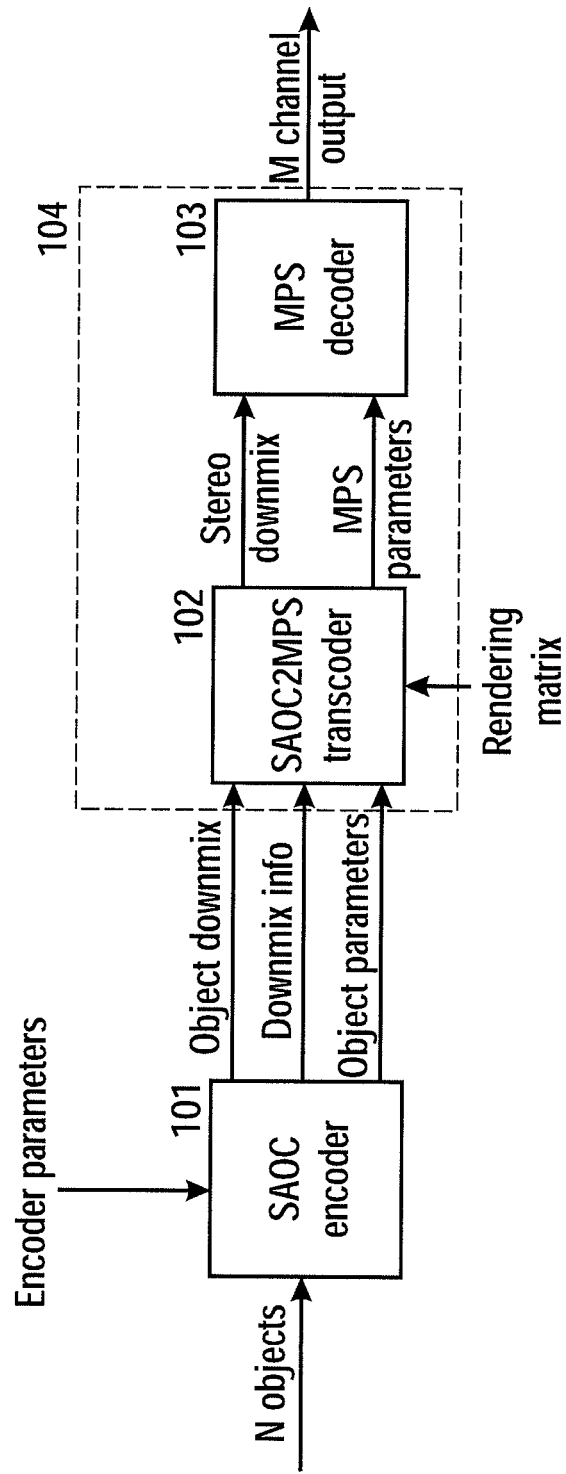 Encoder parameters
N objects
101
SAOC
encoder
Object downmix
Downmix info
Object parameters
104
102
SAOC2MPS
transcoder
Rendering
matrix
Stereo
downmix
MPS
parameters
103
MPS
decoder
M channel
output